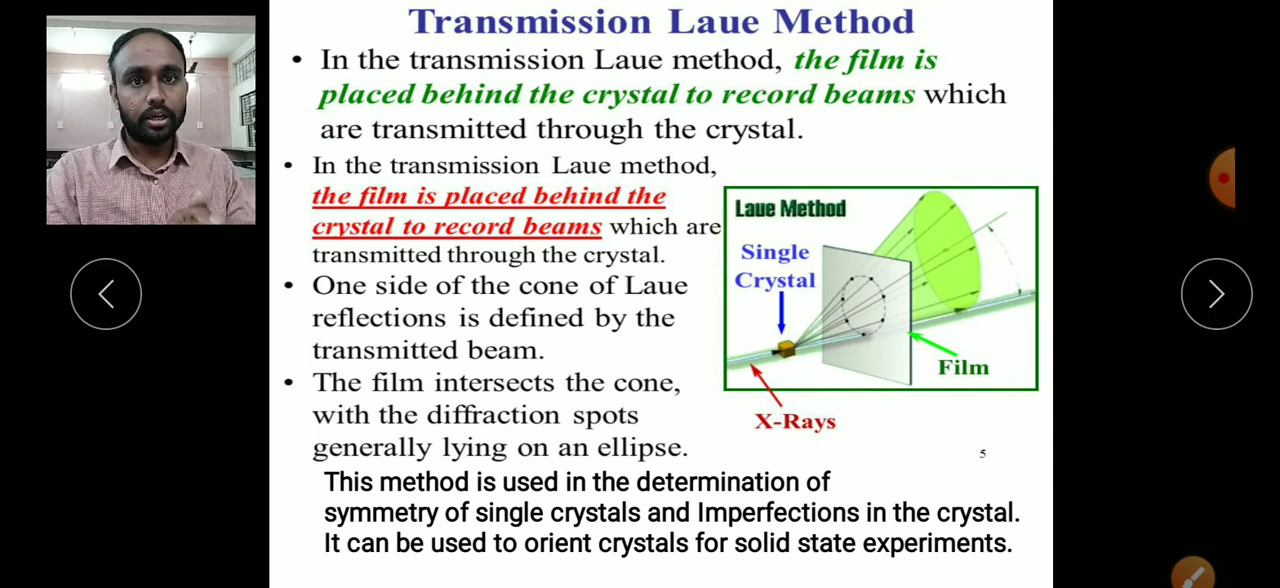 Transmission Laue Method
• In the transmission Laue method, the film is
placed behind the crystal to record beams which
are transmitted through the crystal.
• In the transmission Laue method,
the film is placed behind the
crystal to record beams which are
transmitted through the crystal.
• One side of the cone of Laue
reflections is defined by the
transmitted beam.
• The film intersects the cone,
with the diffraction spots
generally lying on an ellipse.
Laue Method
Single
Crystal
Film
X-Rays
5
This method is used in the determination of
symmetry of single crystals and Imperfections in the crystal.
It can be used to orient crystals for solid state experiments.